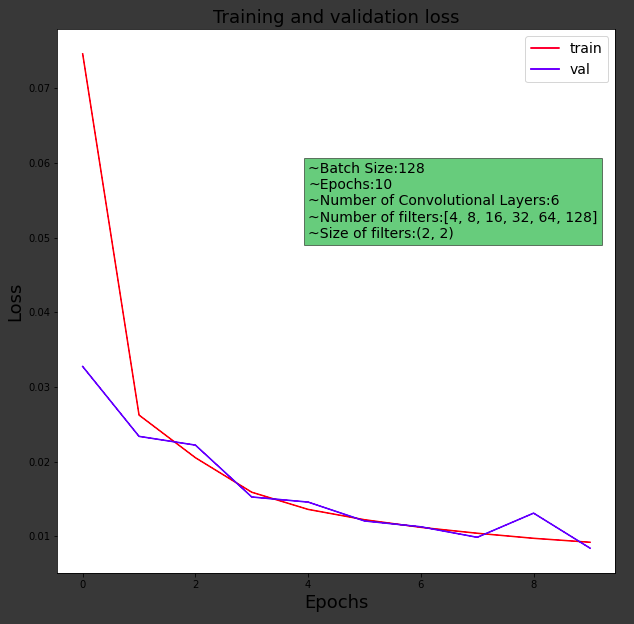 Training and validation loss
train
val
0.07
0.06
0.05
0.04
0.03
0.02
0.01
~Batch Size:128
~Epochs:10
~Number of Convolutional Layers:6
~Number of filters:[4, 8, 16, 32, 64, 128]
~Size of filters:(2, 2)
Loss
0 2 4 6 8
Epochs